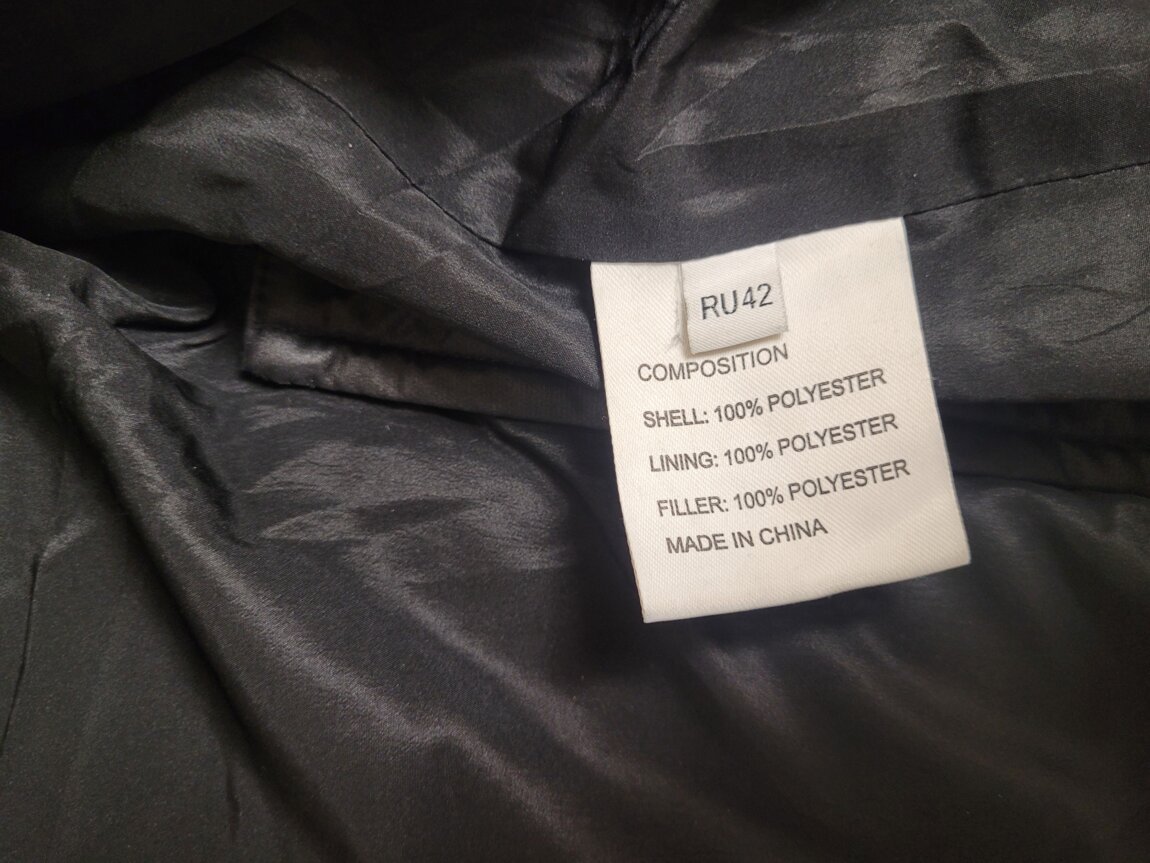 RU42
COMPOSITION
SHELL: 100% POLYESTER
LINING: 100% POLYESTER
FILLER: 100% POLYESTER
MADE IN CHINA